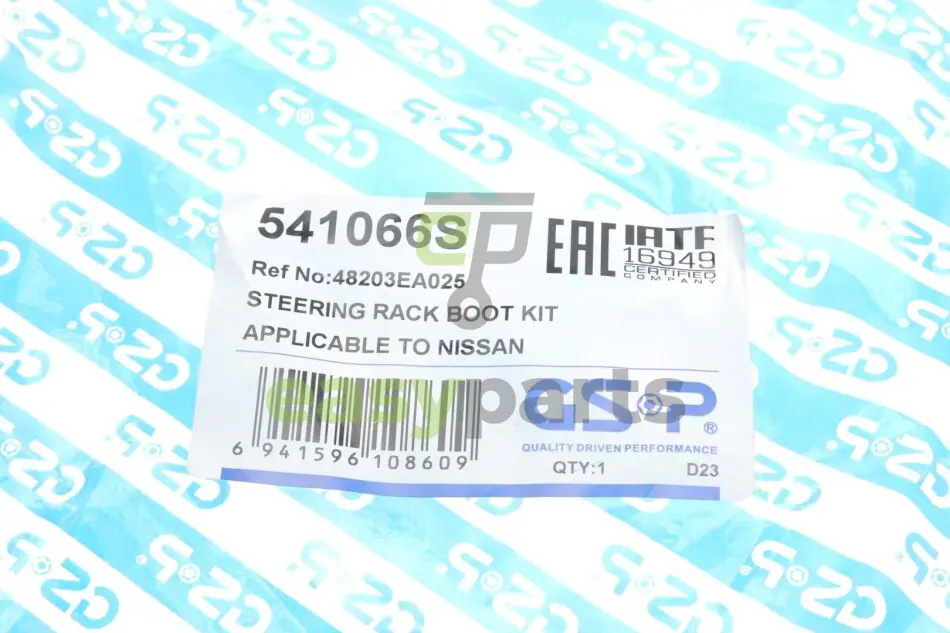 541066S
EAC
IATF
16949
CERTIFIED
COMPANY
Ref No:48203EA025
STEERING RACK BOOT KIT
APPLICABLE TO NISSAN
easyparts
GSP®
QUALITY DRIVEN PERFORMANCE
6 941596 108609
QTY:1
D23